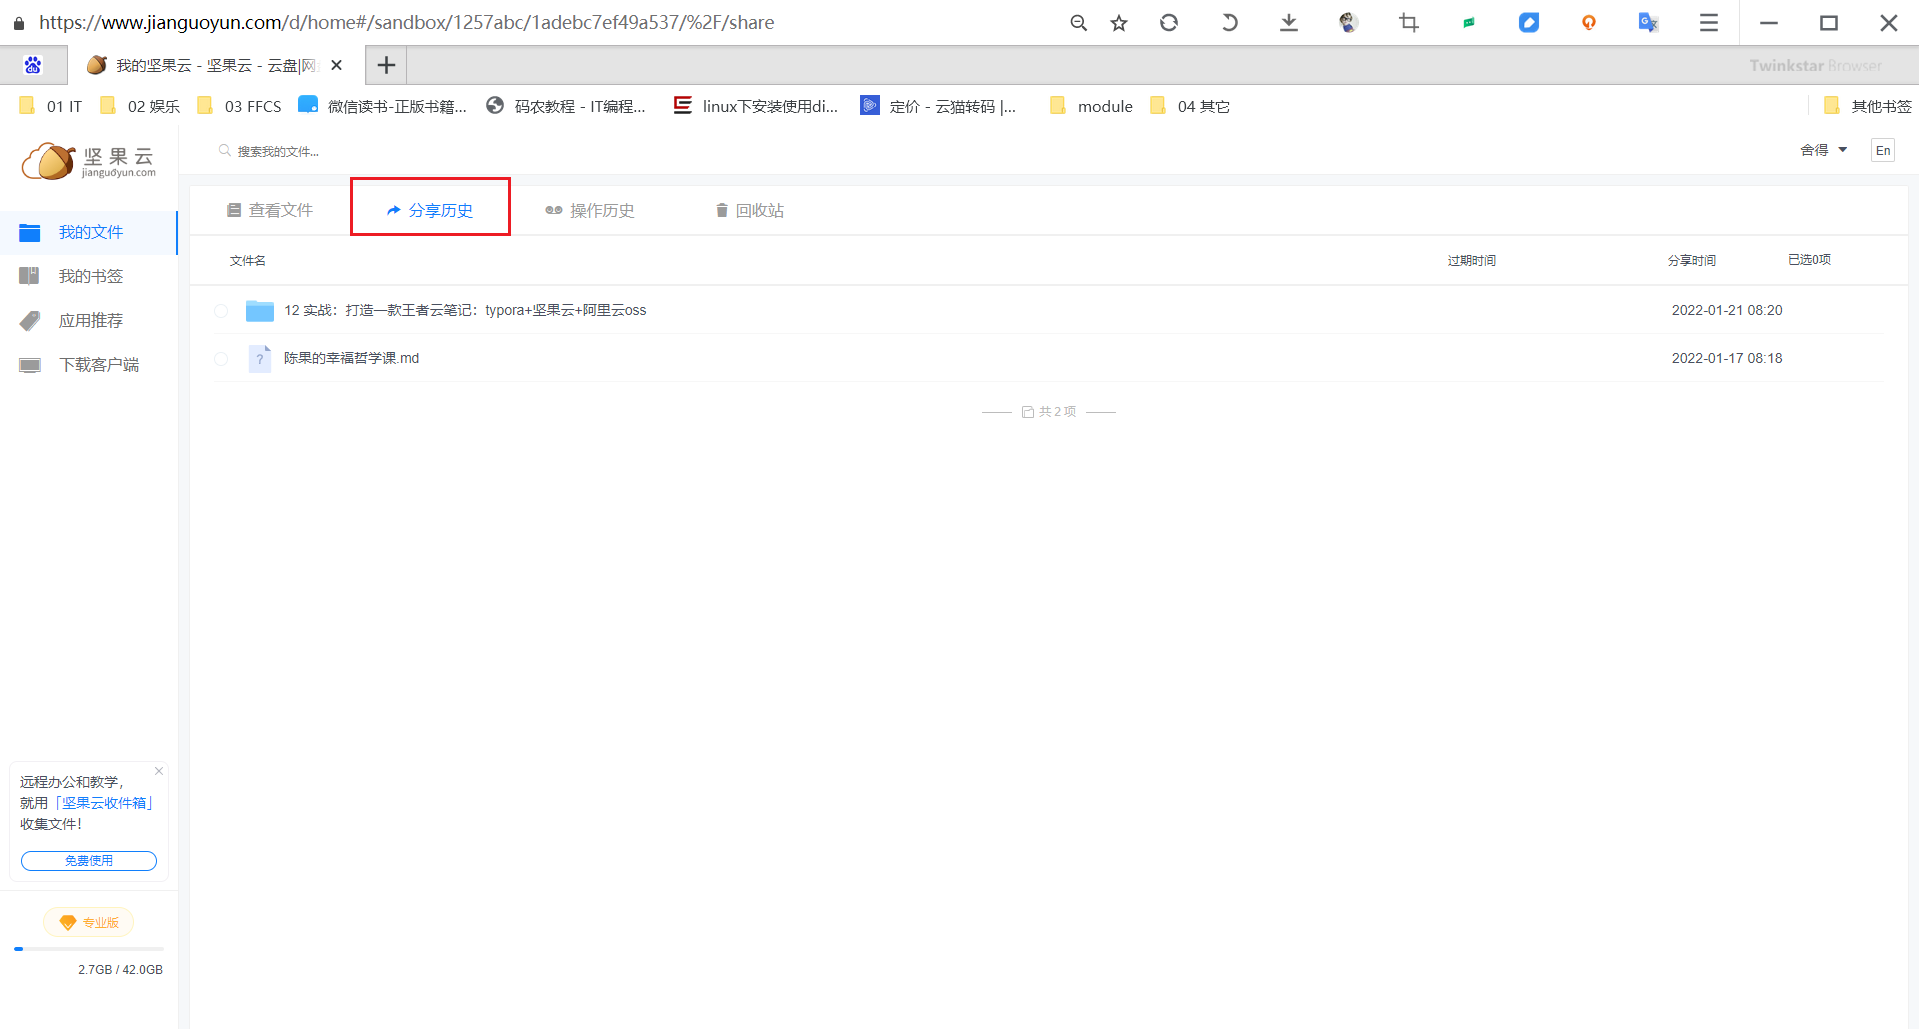 https://www.jianguoyun.com/d/home#/sandbox/1257abc/1adebc7ef49a537/%2F/share
du
我的坚果云 - 坚果云 - 云盘|网
Twinkstar Browser
01 IT
02 娱乐
03 FFCS
微信读书-正版书籍...
码农教程 - IT编程...
linux下安装使用di...
定价 - 云猫转码 |...
module
04 其它
其他书签
坚果云
jianguoyun.com
搜索我的文件...
舍得
En
查看文件
分享历史
操作历史
回收站
我的文件
我的书签
应用推荐
下载客户端
文件名
过期时间
分享时间
已选0项
12 实战：打造一款王者云笔记：typora+坚果云+阿里云oss
2022-01-21 08:20
陈果的幸福哲学课.md
2022-01-17 08:18
共 2 项
远程办公和教学，
就用「坚果云收件箱」
收集文件！
免费使用
专业版
2.7GB / 42.0GB